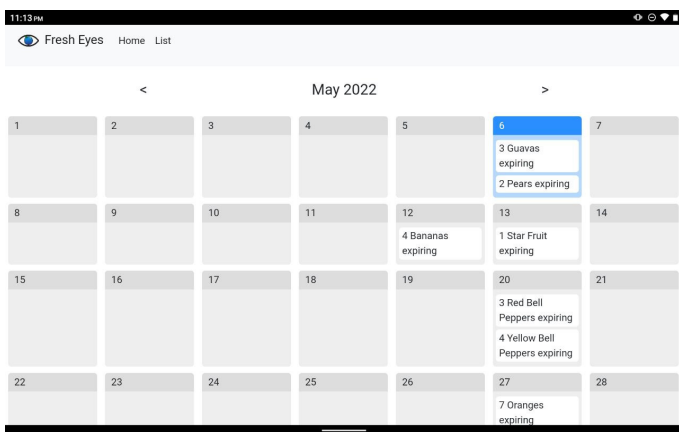 11:13 PM
Fresh Eyes Home List
< May 2022 >
1 2 3 4 5 6 7
3 Guavas
expiring
2 Pears expiring
8 9 10 11 12 13 14
4 Bananas 1 Star Fruit
expiring expiring
15 16 17 18 19 20 21
3 Red Bell
Peppers expiring
4 Yellow Bell
Peppers expiring
22 23 24 25 26 27 28
7 Oranges
expiring